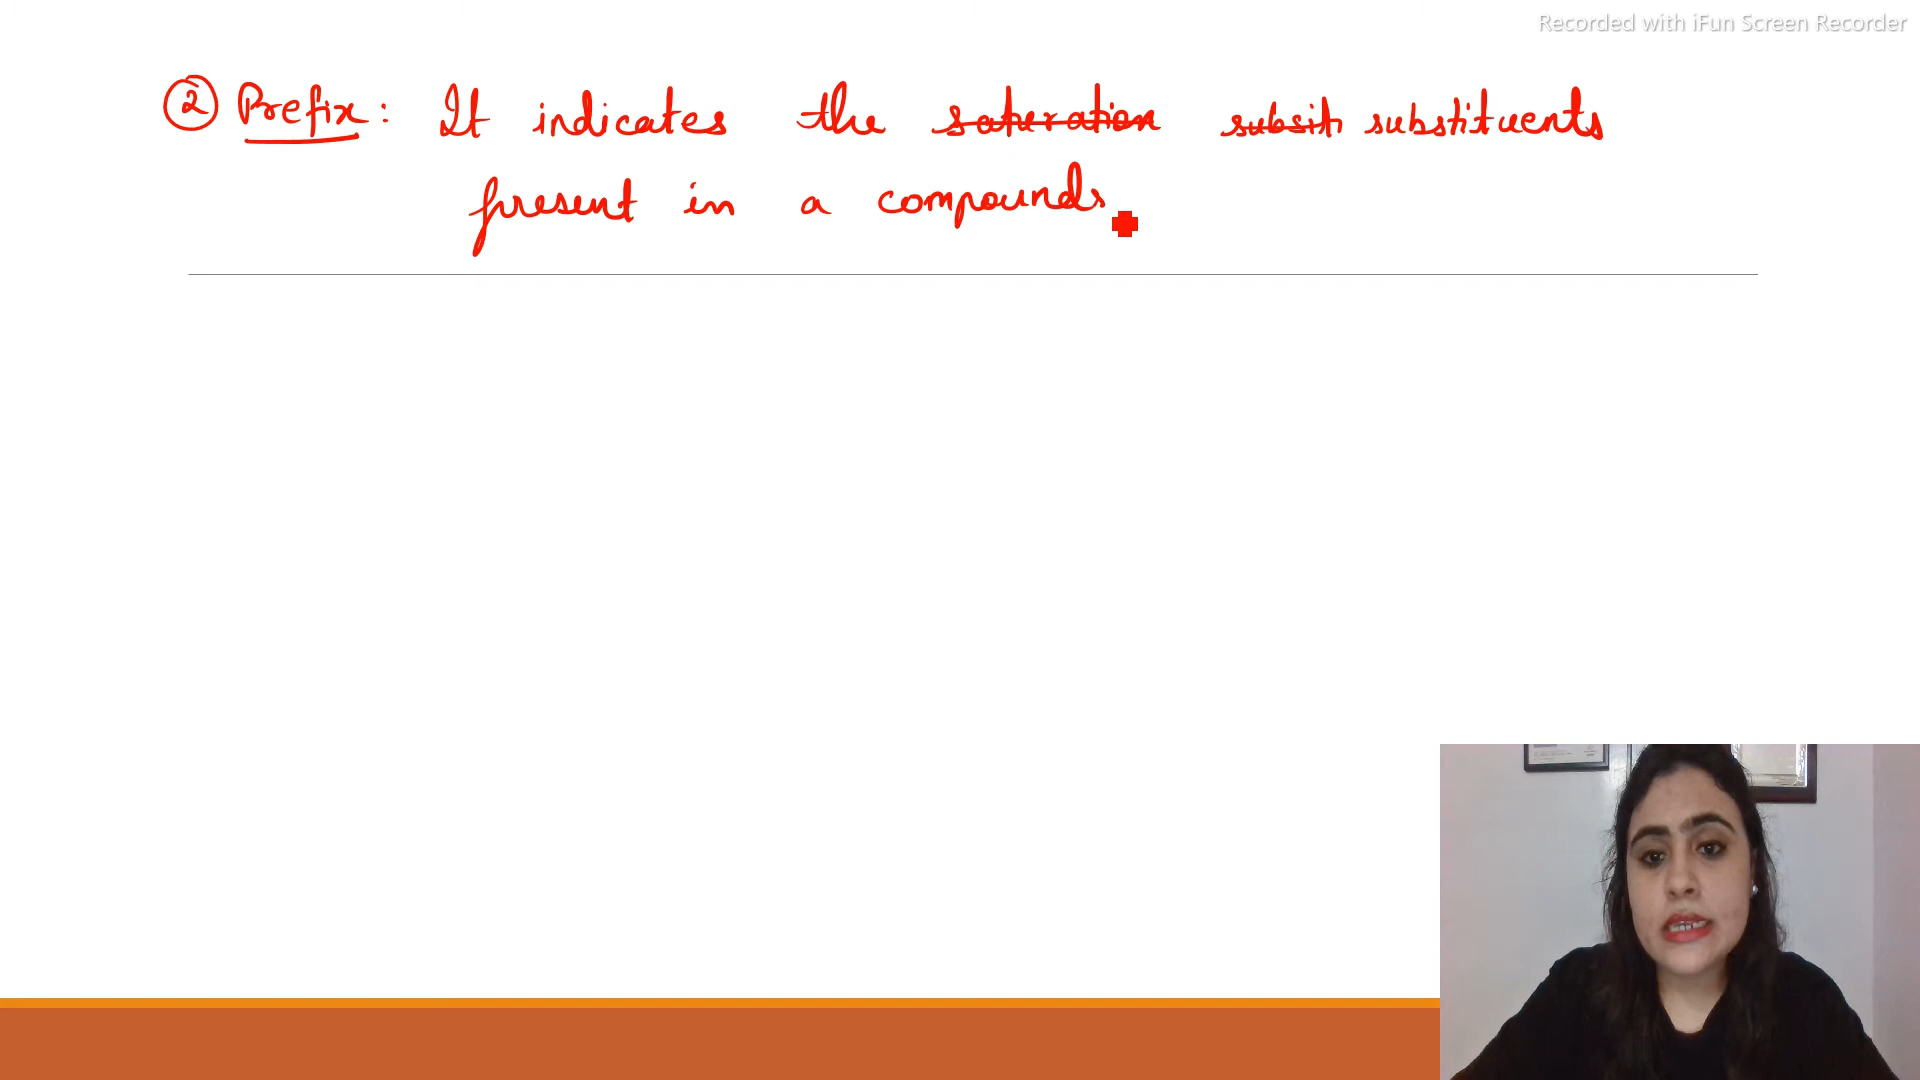 Recorded with iFun Screen Recorder
② Prefix: It indicates the saturation subsit substituents
present in a compounds